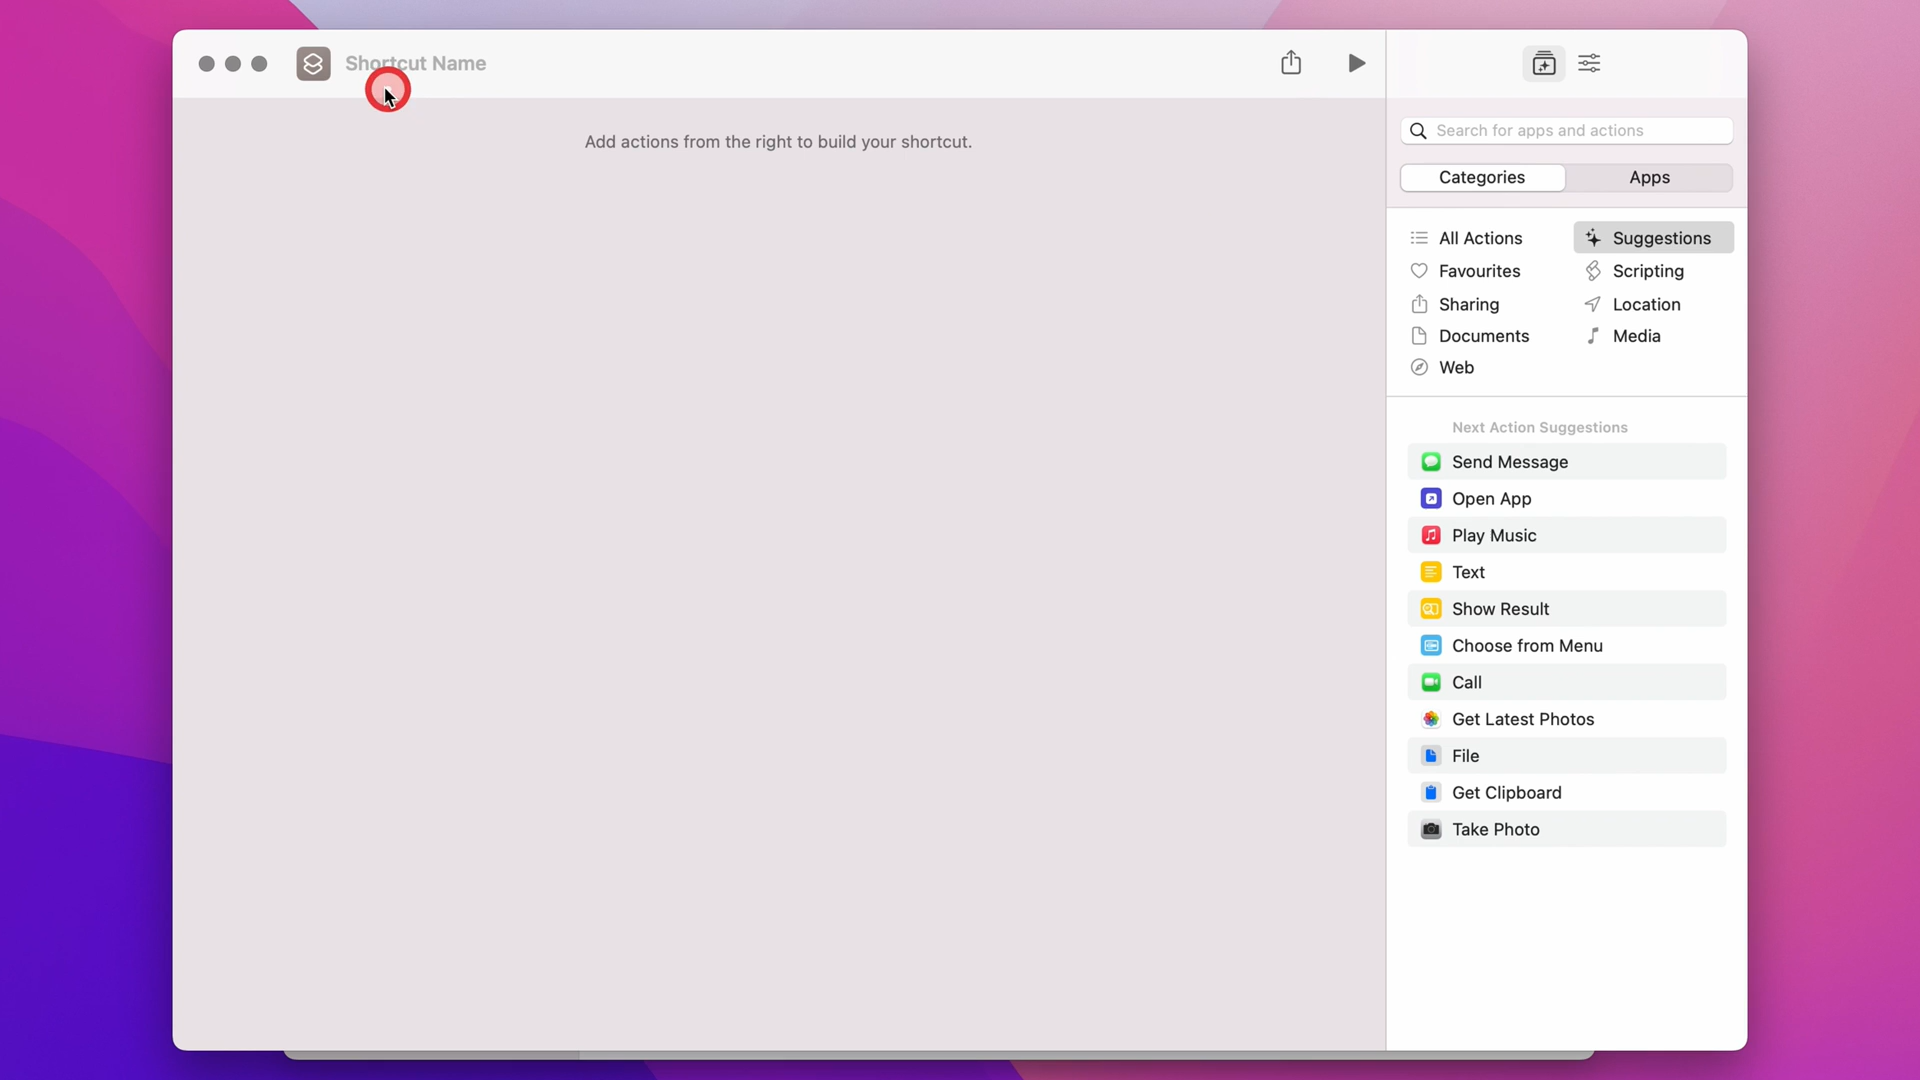 Shortcut Name
Add actions from the right to build your shortcut.
Search for apps and actions
Categories
Apps
All Actions
Suggestions
Favourites
Scripting
Sharing
Location
Documents
Media
Web
Next Action Suggestions
Send Message
Open App
Play Music
Text
Show Result
Choose from Menu
Call
Get Latest Photos
File
Get Clipboard
Take Photo